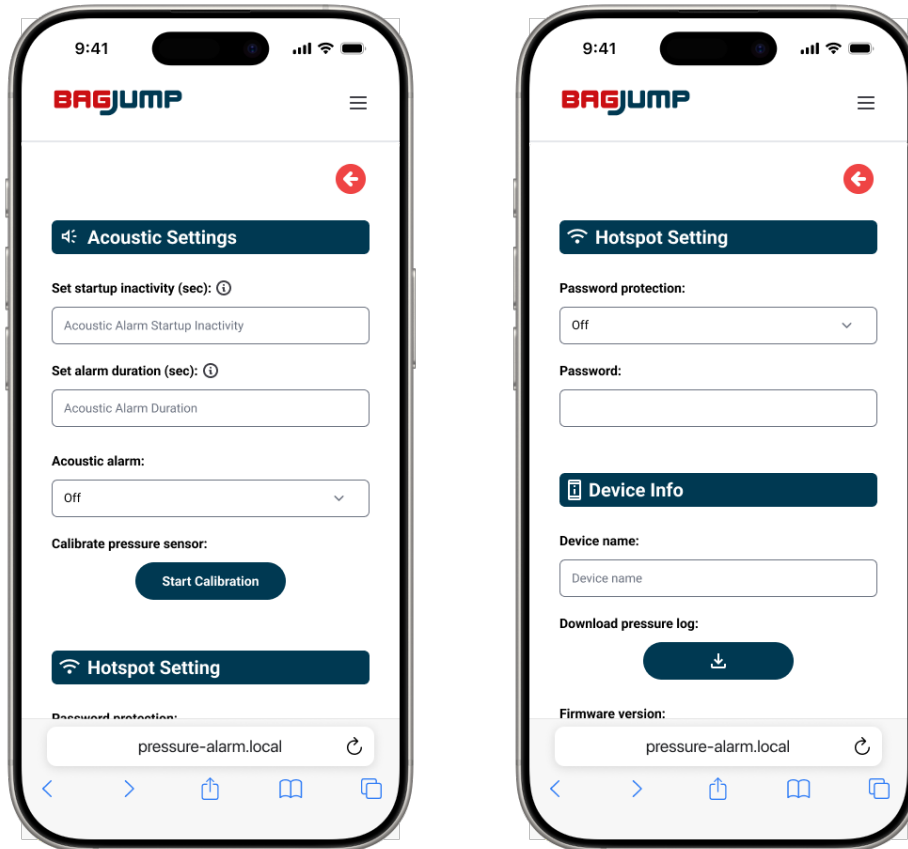 9:41
BAGJUMP
Acoustic Settings
Set startup inactivity (sec):
Acoustic Alarm Startup Inactivity
Set alarm duration (sec):
Acoustic Alarm Duration
Acoustic alarm:
Off
Calibrate pressure sensor:
Start Calibration
Hotspot Setting
Password protection:
pressure-alarm.local
9:41
BAGJUMP
Hotspot Setting
Password protection:
Off
Password:
Device Info
Device name:
Device name
Download pressure log:
Firmware version:
pressure-alarm.local